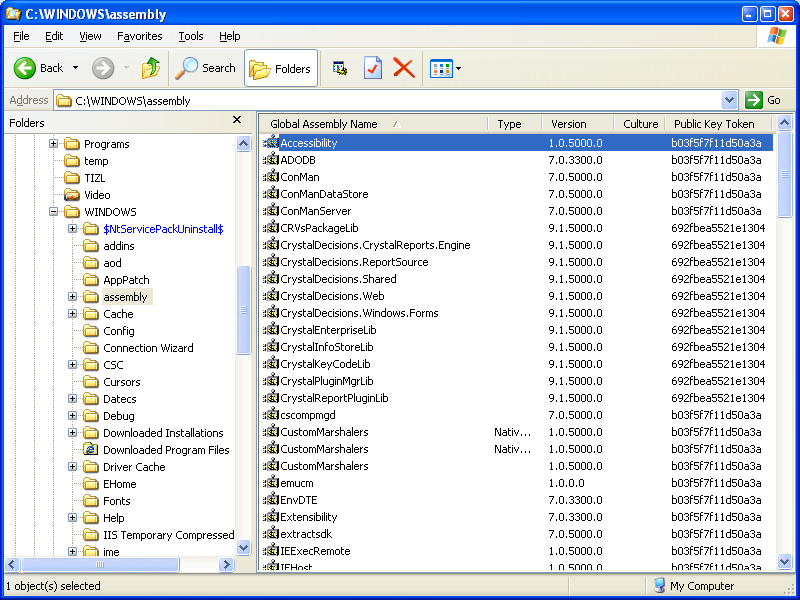 C:\WINDOWS\assembly
File Edit View Favorites Tools Help
Back Search Folders
Address C:\WINDOWS\assembly Go
Folders
Programs
temp
TIZL
Video
WINDOWS
$NtServicePackUninstall$
addins
aod
AppPatch
assembly
Cache
Config
Connection Wizard
CSC
Cursors
Datecs
Debug
Downloaded Installations
Downloaded Program Files
Driver Cache
EHome
Fonts
Help
IIS Temporary Compressed
ime
Global Assembly Name Type Version Culture Public Key Token
Accessibility 1.0.5000.0 b03f5f7f11d50a3a
ADODB 7.0.3300.0 b03f5f7f11d50a3a
ConMan 7.0.5000.0 b03f5f7f11d50a3a
ConManDataStore 7.0.5000.0 b03f5f7f11d50a3a
ConManServer 7.0.5000.0 b03f5f7f11d50a3a
CRVsPackageLib 9.1.5000.0 692fbea5521e1304
CrystalDecisions.CrystalReports.Engine 9.1.5000.0 692fbea5521e1304
CrystalDecisions.ReportSource 9.1.5000.0 692fbea5521e1304
CrystalDecisions.Shared 9.1.5000.0 692fbea5521e1304
CrystalDecisions.Web 9.1.5000.0 692fbea5521e1304
CrystalDecisions.Windows.Forms 9.1.5000.0 692fbea5521e1304
CrystalEnterpriseLib 9.1.5000.0 692fbea5521e1304
CrystalInfoStoreLib 9.1.5000.0 692fbea5521e1304
CrystalKeyCodeLib 9.1.5000.0 692fbea5521e1304
CrystalPluginMgrLib 9.1.5000.0 692fbea5521e1304
CrystalReportPluginLib 9.1.5000.0 692fbea5521e1304
cscompmgd 7.0.5000.0 b03f5f7f11d50a3a
CustomMarshalers Nativ... 1.0.5000.0 b03f5f7f11d50a3a
CustomMarshalers Nativ... 1.0.5000.0 b03f5f7f11d50a3a
CustomMarshalers 1.0.5000.0 b03f5f7f11d50a3a
emucm 1.0.0.0 b03f5f7f11d50a3a
EnvDTE 7.0.3300.0 b03f5f7f11d50a3a
Extensibility 7.0.3300.0 b03f5f7f11d50a3a
extractsdk 7.0.5000.0 b03f5f7f11d50a3a
IEExecRemote 1.0.5000.0 b03f5f7f11d50a3a
IEHost 1.0.5000.0 b03f5f7f11d50a3a
1 object(s) selected My Computer